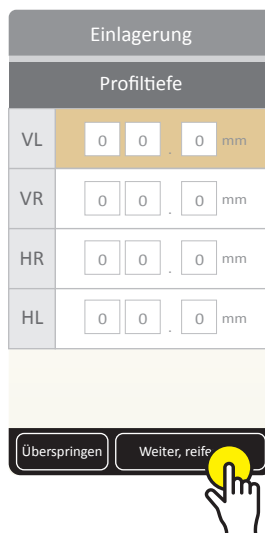 Einlagerung
Profiltiefe
VL 0 0 . 0 mm
VR 0 0 . 0 mm
HR 0 0 . 0 mm
HL 0 0 . 0 mm
Überspringen Weiter, reife